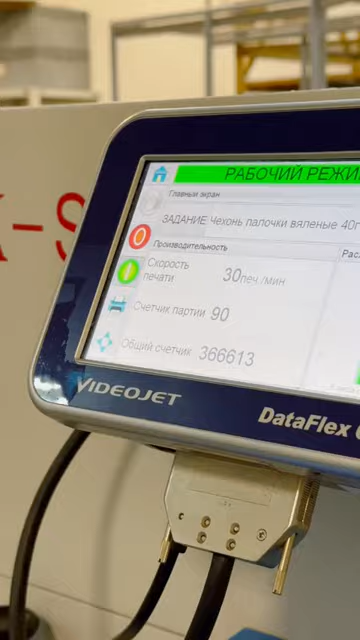 РАБОЧИЙ РЕЖИ
Главный экран
ЗАДАНИЕ Чехонь палочки вяленые 40г
Производительность
Скорость печати 30печ /мин
Счетчик партии 90
Общий счетчик 366613
VIDEOJET
DataFlex